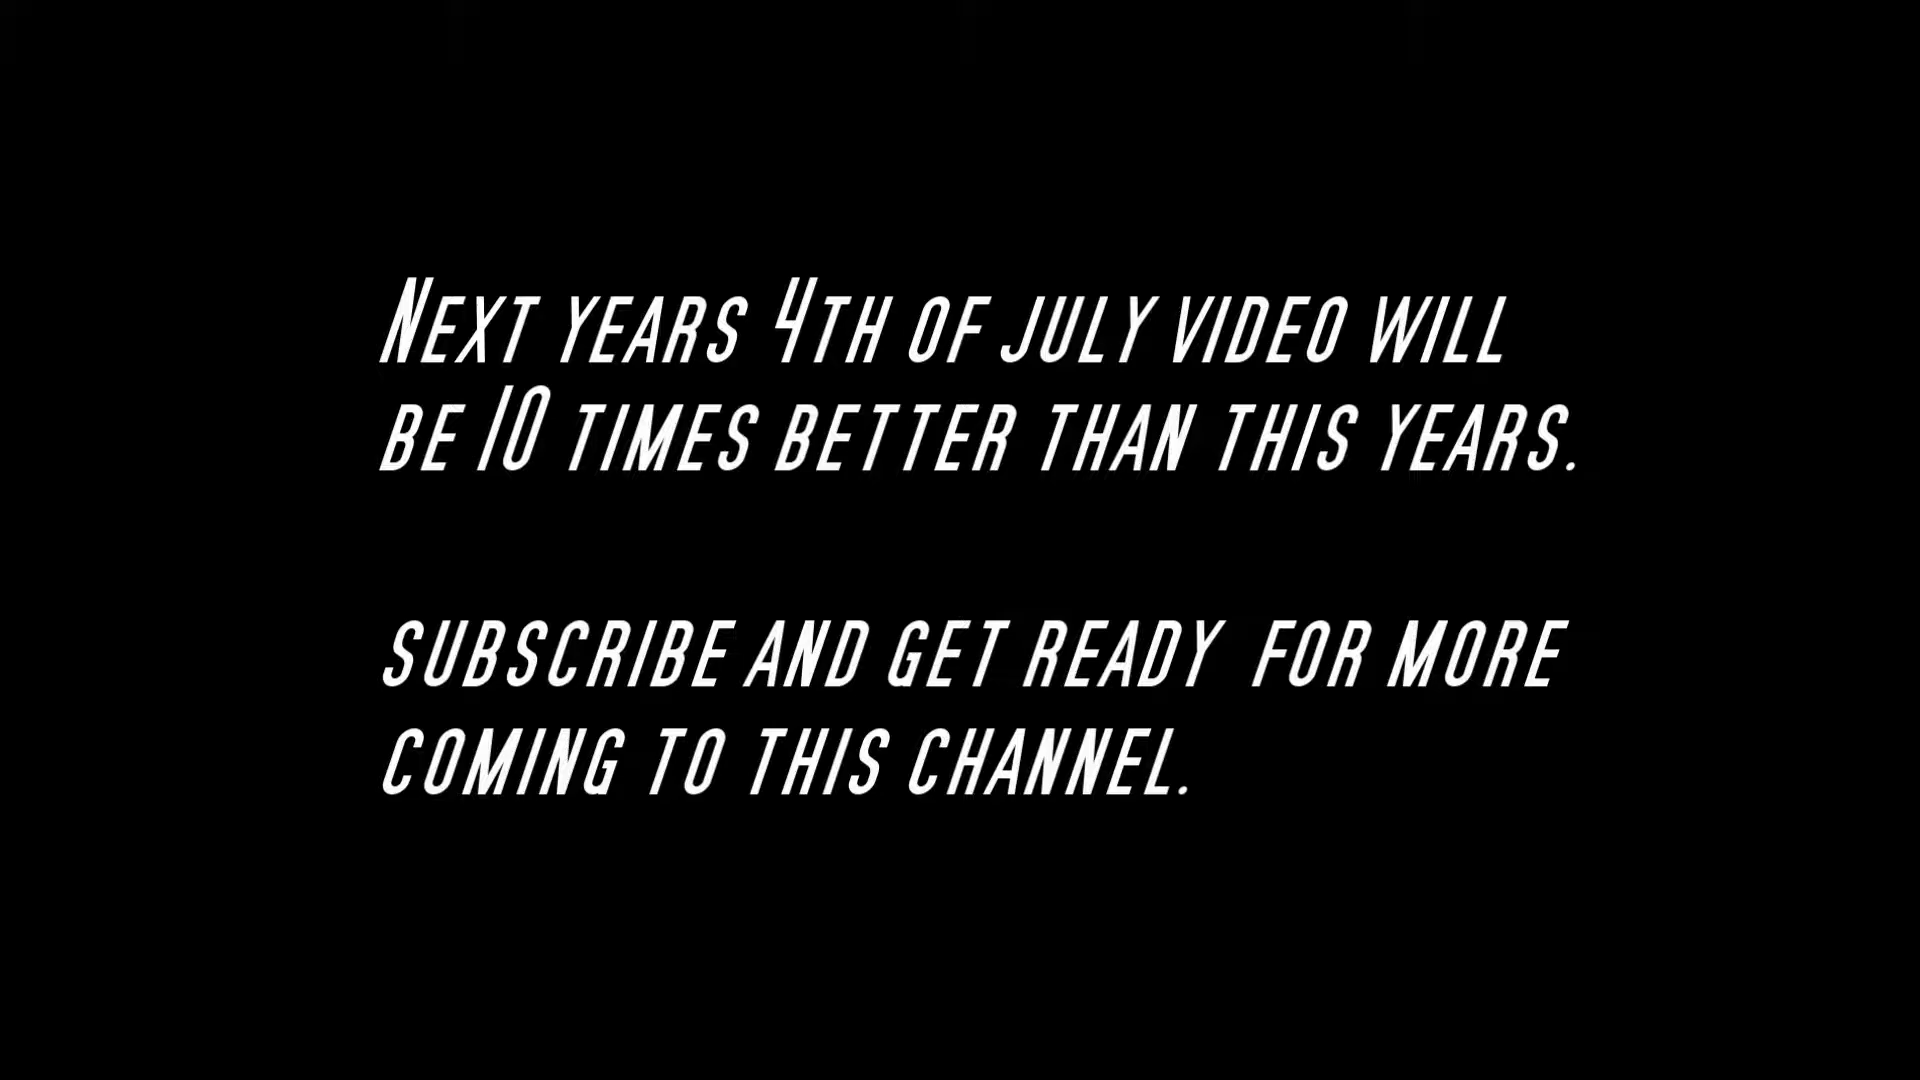 Next years 4th of july video will
be 10 times better than this years.
subscribe and get ready for more
coming to this channel.